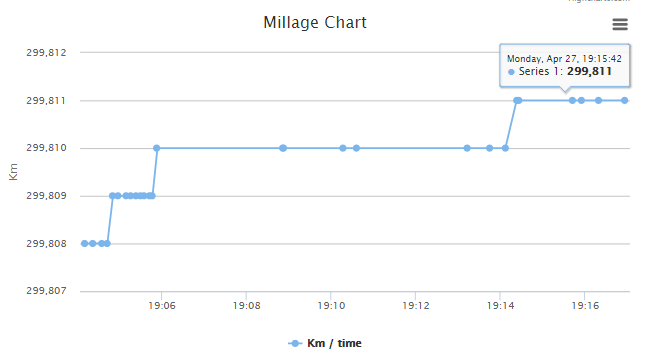 Millage Chart
299,812
299,811
299,810
299,809
299,808
299,807
Km
Monday, Apr 27, 19:15:42
Series 1: 299,811
19:06 19:08 19:10 19:12 19:14 19:16
Km / time